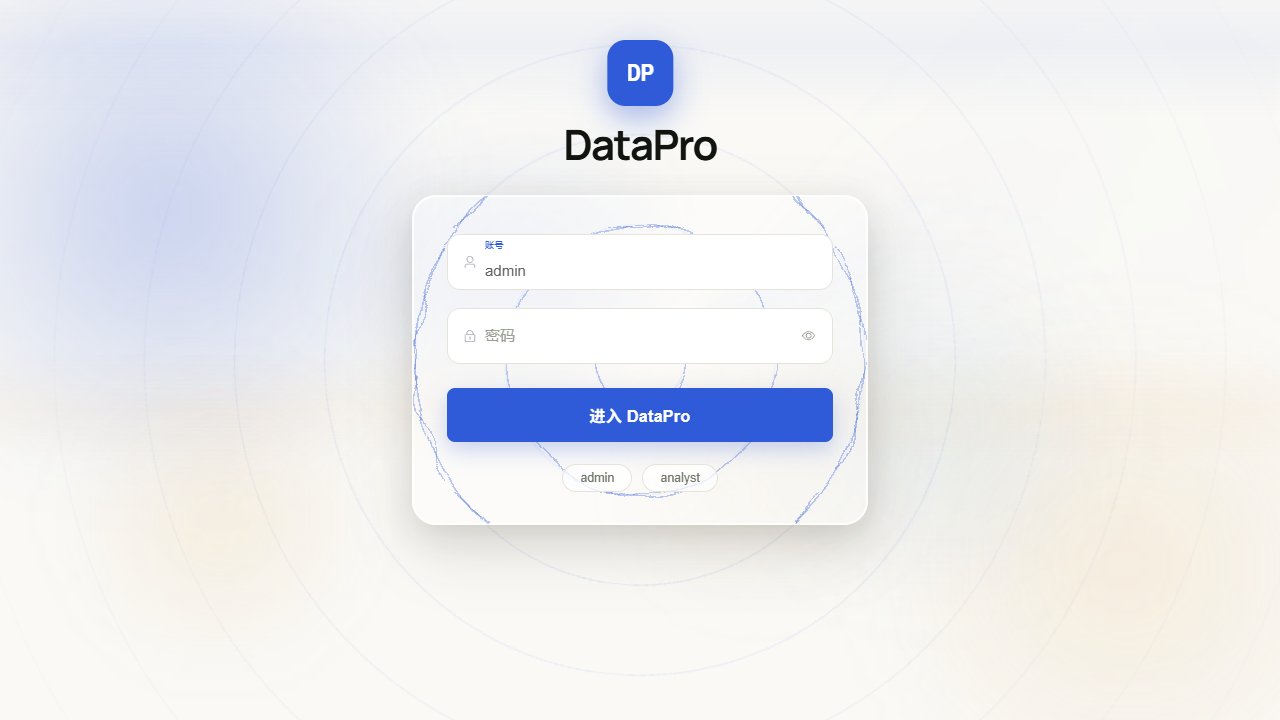 DP
DataPro
账号
admin
密码
进入 DataPro
admin
analyst